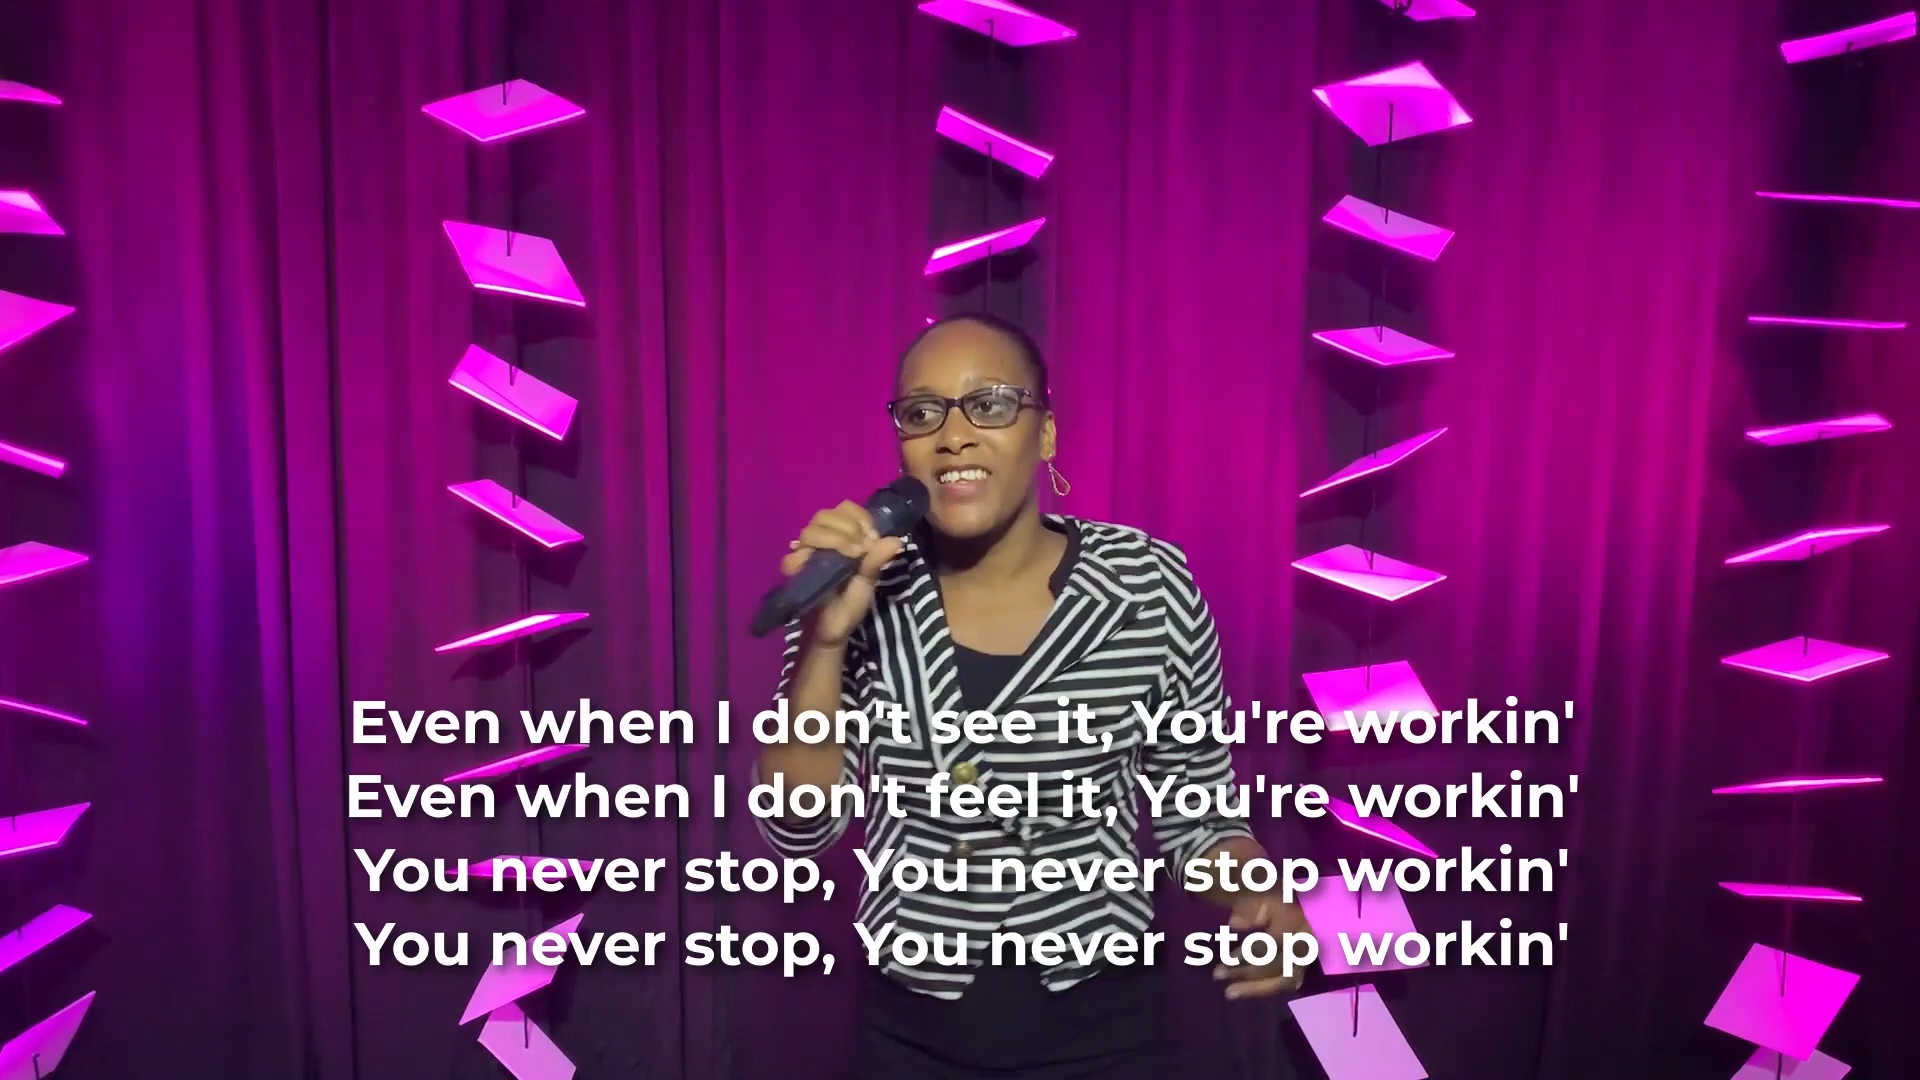 Even when I don't see it, You're workin'
Even when I don't feel it, You're workin'
You never stop, You never stop workin'
You never stop, You never stop workin'